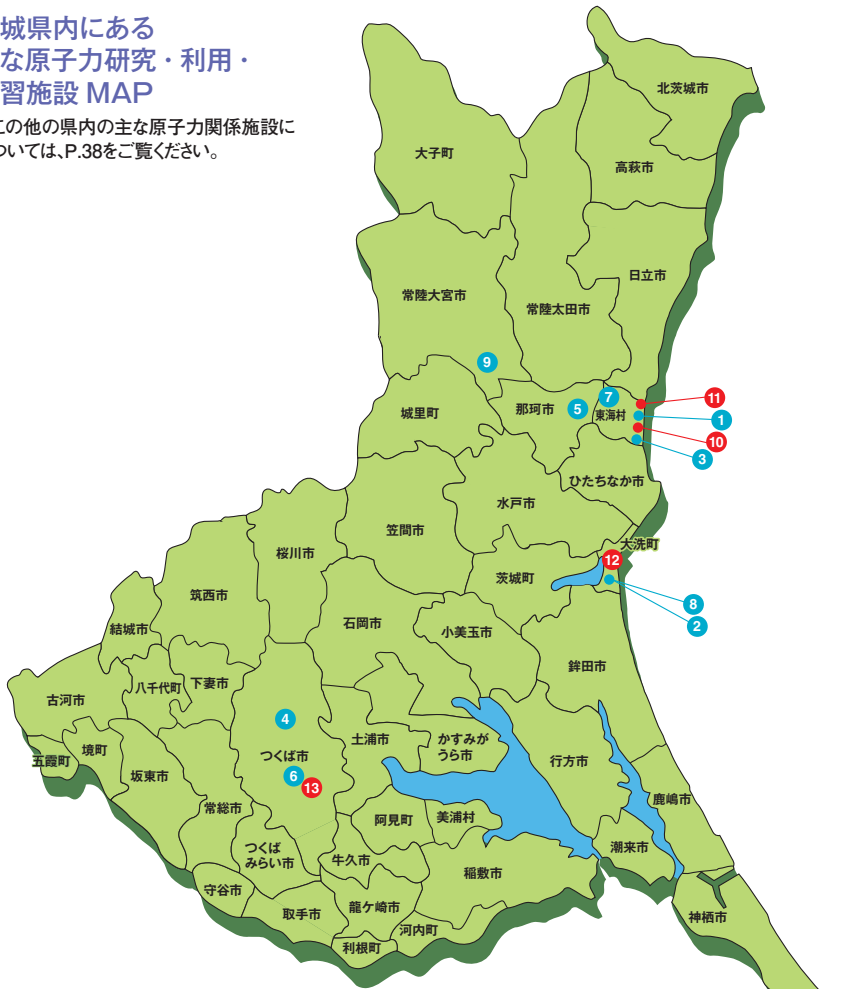 城県内にある
な原子力研究・利用・
習施設 MAP
この他の県内の主な原子力関係施設に
ついては、P.38をご覧ください。
北茨城市
大子町
高萩市
日立市
常陸大宮市
常陸太田市
9
7
11
城里町
那珂市
5
東海村
1
10
3
ひたちなか市
水戸市
笠間市
桜川市
大洗町
12
茨城町
筑西市
8
石岡市
小美玉市
2
結城市
鉾田市
八千代町
下妻市
古河市
4
土浦市
かすみが
うら市
境町
つくば市
五霞町
坂東市
行方市
6
13
鹿嶋市
常総市
阿見町
美浦村
つくば
みらい市
潮来市
牛久市
稲敷市
守谷市
取手市
龍ケ崎市
神栖市
河内町
利根町